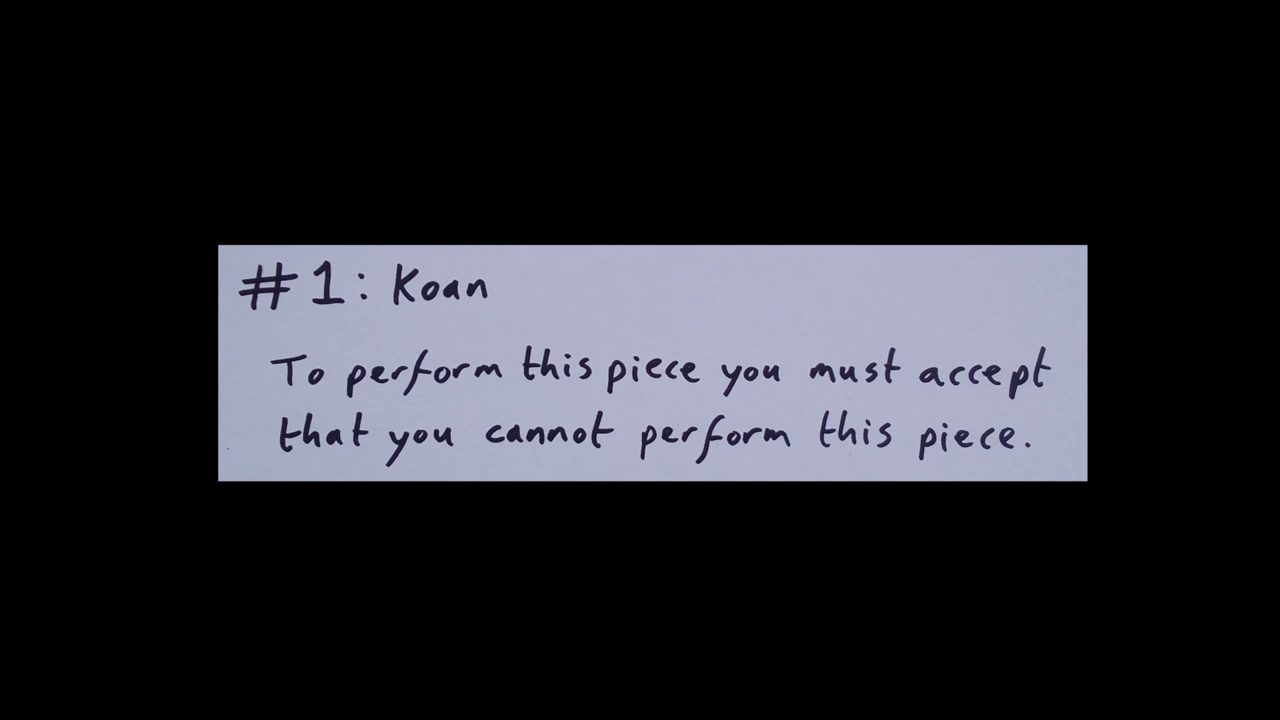 #1: Koan
To perform this piece you must accept
that you cannot perform this piece.